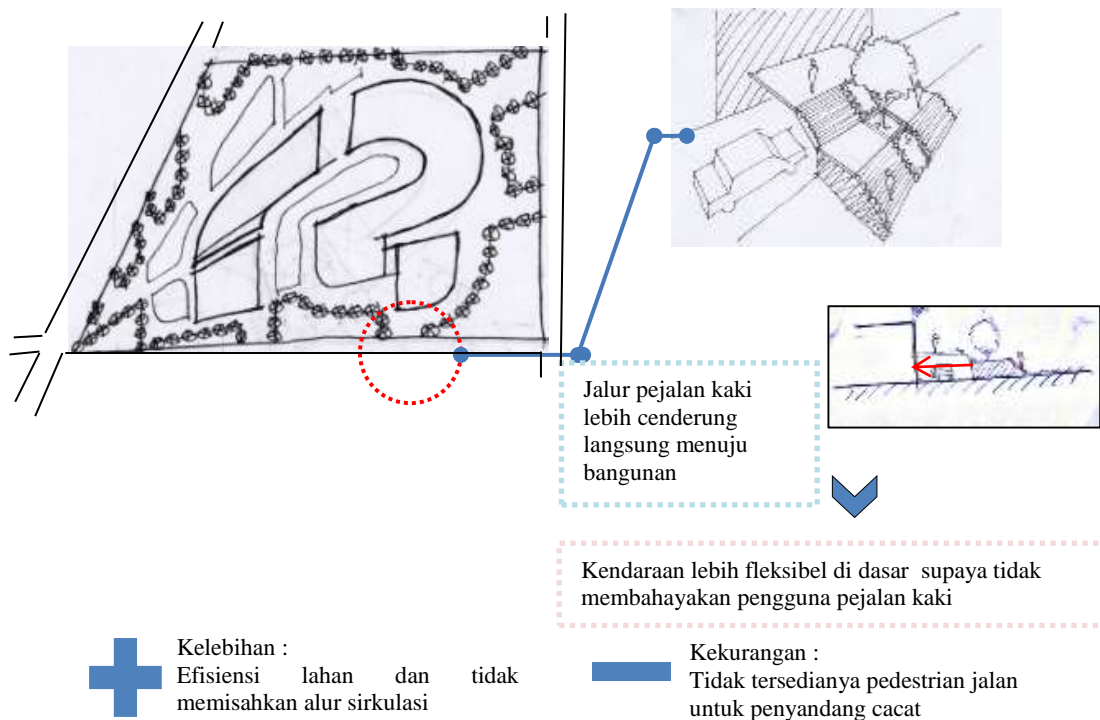 Jalur pejalan kaki
lebih cenderung
langsung menuju
bangunan
Kendaraan lebih fleksibel di dasar supaya tidak
membahayakan pengguna pejalan kaki
Kelebihan :
Efisiensi lahan dan tidak
memisahkan alur sirkulasi
Kekurangan :
Tidak tersedianya pedestrian jalan
untuk penyandang cacat